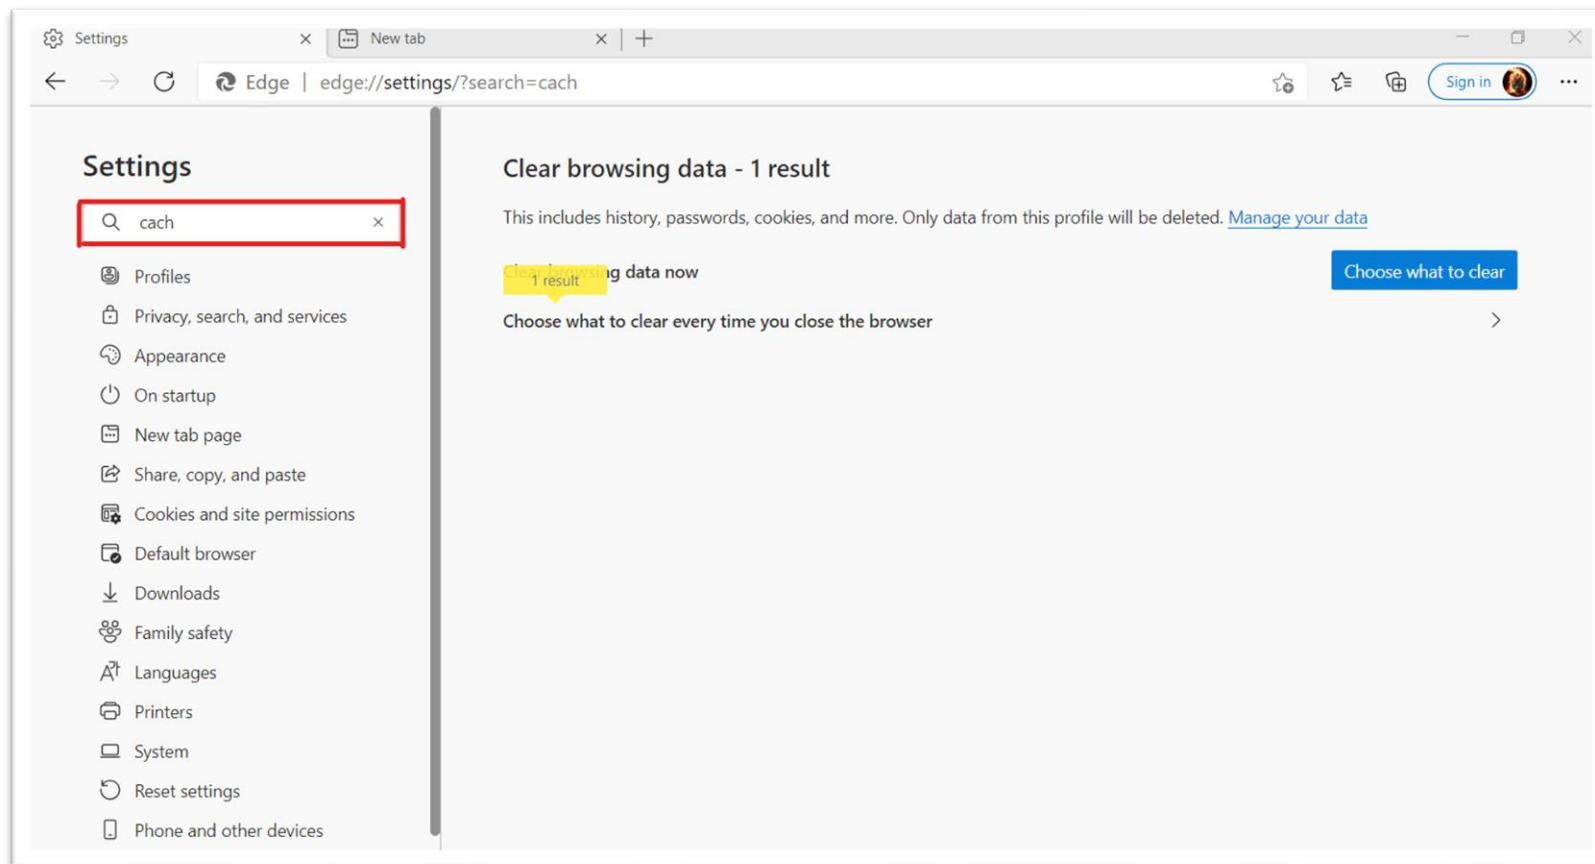 Settings
New tab
Edge | edge://settings/?search=cach
Sign in
Settings
cach
Profiles
Privacy, search, and services
Appearance
On startup
New tab page
Share, copy, and paste
Cookies and site permissions
Default browser
Downloads
Family safety
Languages
Printers
System
Reset settings
Phone and other devices
Clear browsing data - 1 result
This includes history, passwords, cookies, and more. Only data from this profile will be deleted. Manage your data
Clear browsing data now
Choose what to clear
1 result
Choose what to clear every time you close the browser